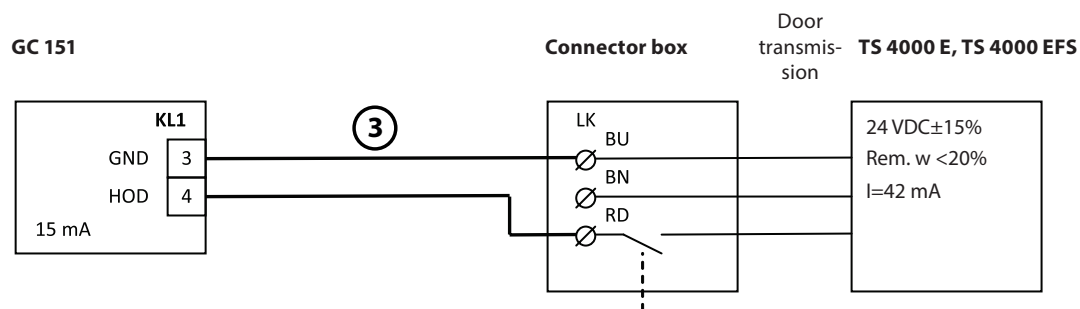 GC 151
Connector box
Door
transmis-
sion
TS 4000 E, TS 4000 EFS
KL1
GND 3
HOD 4
15 mA
3
LK
BU
BN
RD
24 VDC±15%
Rem. w <20%
I=42 mA